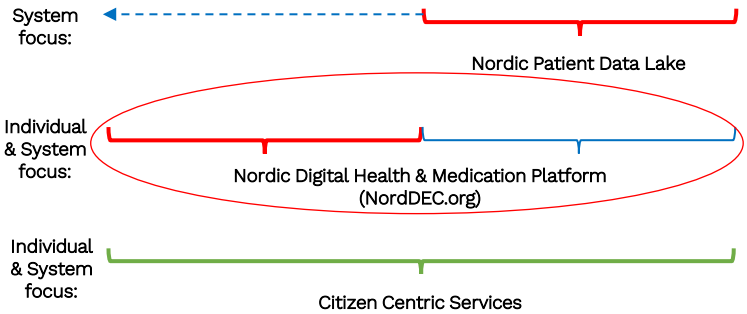 System
focus:
Nordic Patient Data Lake
Individual
& System
focus:
Nordic Digital Health & Medication Platform
(NordDEC.org)
Individual
& System
focus:
Citizen Centric Services